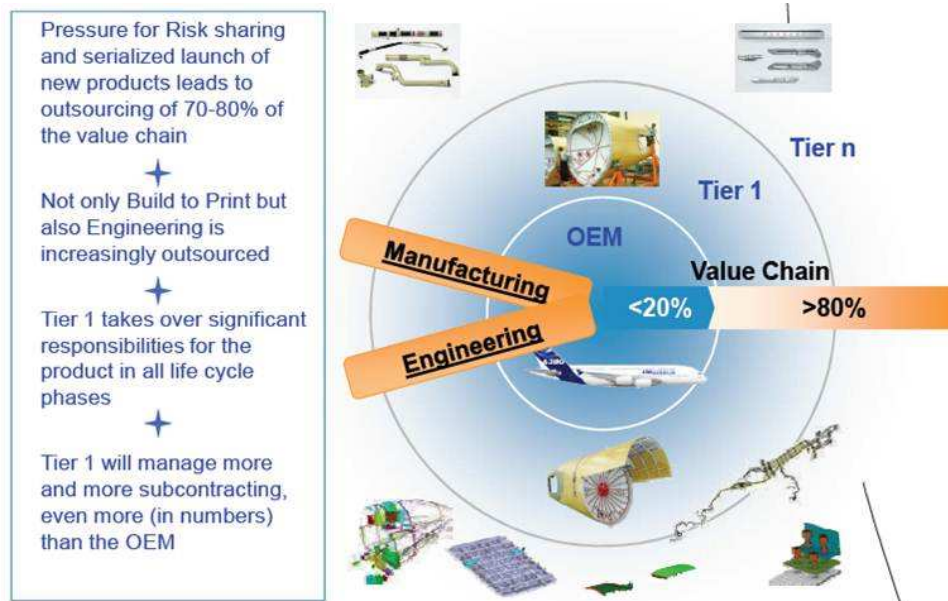 Pressure for Risk sharing
and serialized launch of
new products leads to
outsourcing of 70-80% of
the value chain
Not only Build to Print but
also Engineering is
increasingly outsourced
Tier 1 takes over significant
responsibilities for the
product in all life cycle
phases
Tier 1 will manage more
and more subcontracting,
even more (in numbers)
than the OEM
Tier n
Tier 1
OEM
Manufacturing
Engineering
Value Chain
<20%
>80%